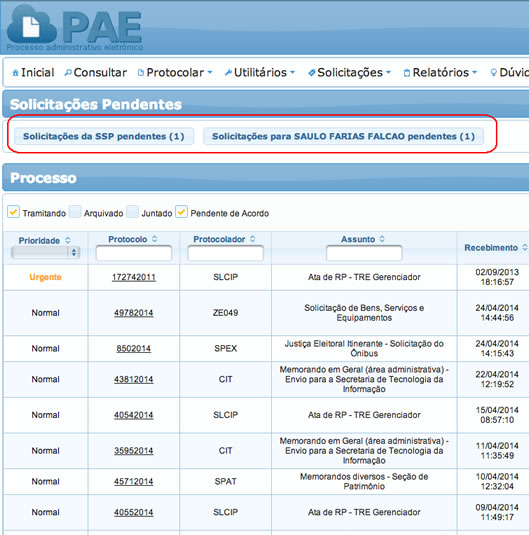 PAE
Processo administrativo eletrônico
Inicial Consultar Protocolar Utilitários Solicitações Relatórios Dúvic
Solicitações Pendentes
Solicitações da SSP pendentes (1) Solicitações para SAULO FARIAS FALCAO pendentes (1)
Processo
Tramitando Arquivado Juntado Pendente de Acordo
Prioridade Protocolo Protocolador Assunto Recebimento
Urgente 172742011 SLCIP Ata de RP - TRE Gerenciador 02/09/2013
18:16:57
Normal 49782014 ZE049 Solicitação de Bens, Serviços e
Equipamentos 24/04/2014
14:44:56
Normal 8502014 SPEX Justiça Eleitoral Itinerante - Solicitação do
Ônibus 24/04/2014
14:15:43
Normal 43812014 CIT Memorando em Geral (área administrativa) -
Envio para a Secretaria de Tecnologia da
Informação 22/04/2014
12:19:52
Normal 40542014 SLCIP Ata de RP - TRE Gerenciador 15/04/2014
08:57:10
Normal 35952014 CIT Memorando em Geral (área administrativa) -
Envio para a Secretaria de Tecnologia da
Informação 11/04/2014
11:35:49
Normal 45712014 SPAT Memorandos diversos - Seção de
Patrimônio 10/04/2014
12:32:04
Normal 40552014 SLCIP Ata de RP - TRE Gerenciador 09/04/2014
11:49:17